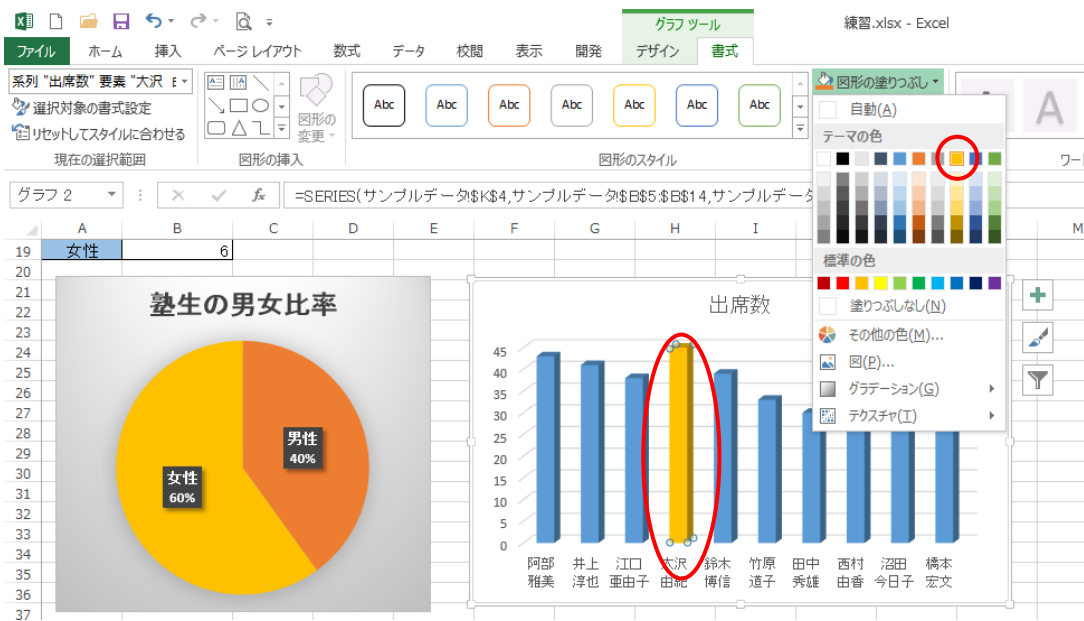 グラフ ツール
練習.xlsx - Excel
ファイル ホーム 挿入 ページ レイアウト 数式 データ 校閲 表示 開発 デザイン 書式
系列 "出席数" 要素 "大沢
選択対象の書式設定
リセットしてスタイルに合わせる
現在の選択範囲
図形の
変更
図形の挿入
Abc Abc Abc Abc Abc Abc Abc
図形のスタイル
図形の塗りつぶし
A
ワー
自動(A)
テーマの色
標準の色
塗りつぶしなし(N)
その他の色(M)...
図(P)...
グラデーション(G)
テクスチャ(T)
グラフ 2
fx
=SERIES(サンプルデータ!$K$4,サンプルデータ!$B$5:$B$14,サンプルデータ
A B C D E F G H I M
19 女性 6
20
21
22
23
24
25
26
27
28
29
30
31
32
33
34
35
36
37
塾生の男女比率
男性
40%
女性
60%
出席数
45
40
35
30
25
20
15
10
5
0
阿部 井上 江口 大沢 鈴木 竹原 田中 西村 沼田 橋本
雅美 淳也 亜由子 由紀 博信 道子 秀雄 由香 今日子 宏文